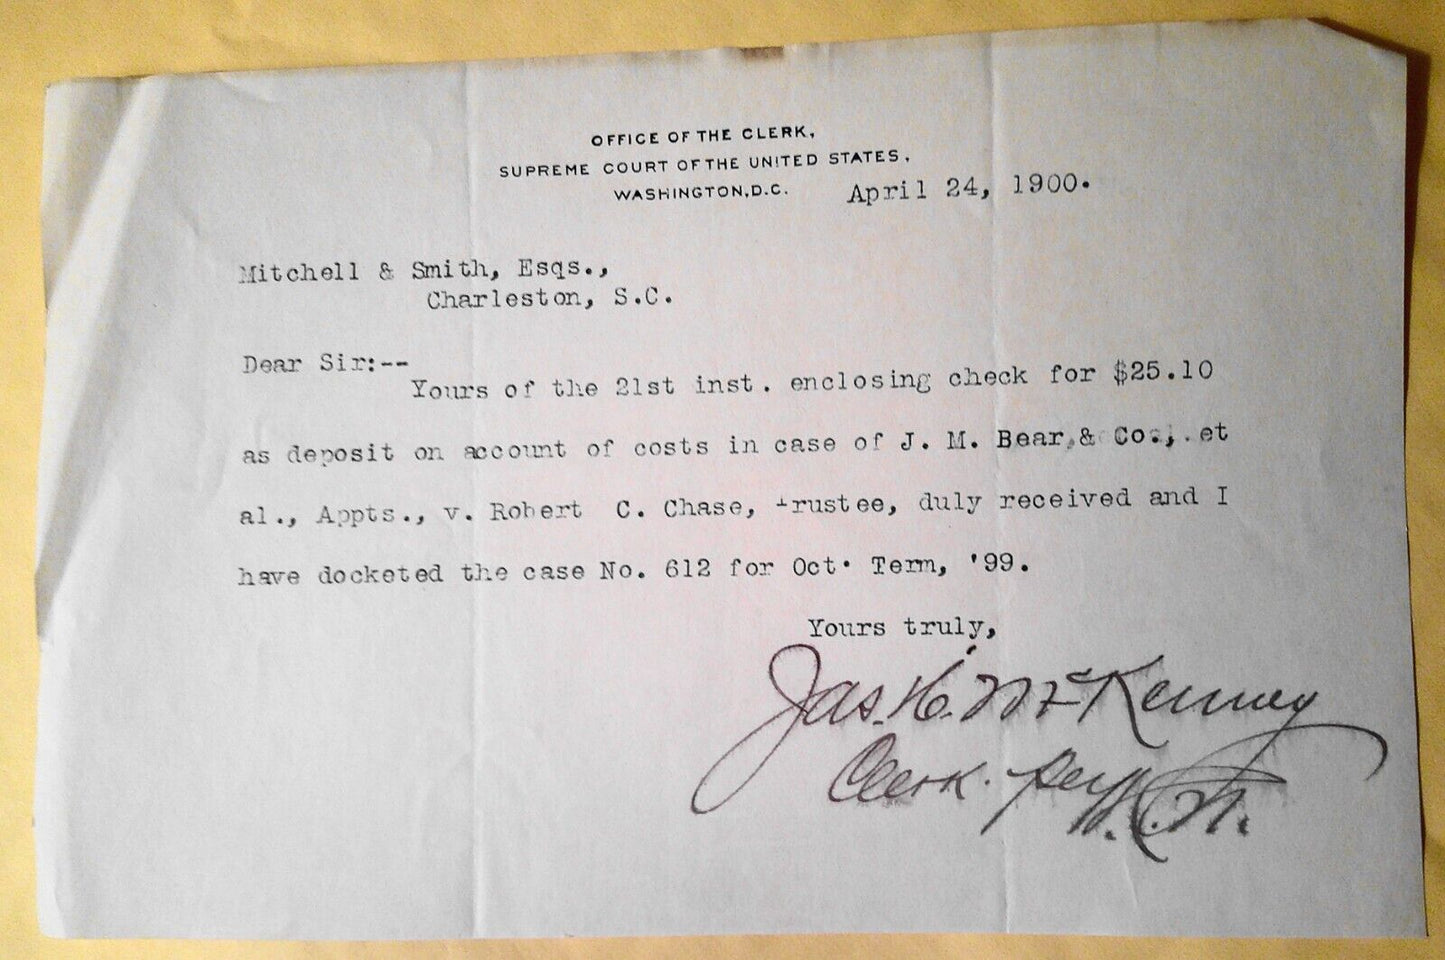 OFFICE OF THE CLERK,
SUPREME COURT OF THE UNITED STATES,
WASHINGTON, D.C. April 24, 1900.
Mitchell & Smith, Esqs.,
Charleston, S.C.
Dear Sir:--
Yours of the 21st inst. enclosing check for $25.10
as deposit on account of costs in case of J. M. Bear & Co., et
al., Appts., v. Robert C. Chase, trustee, duly received and I
have docketed the case No. 612 for Oct. Term, '99.
Yours truly,
Jas. H. McKenney
Clerk.